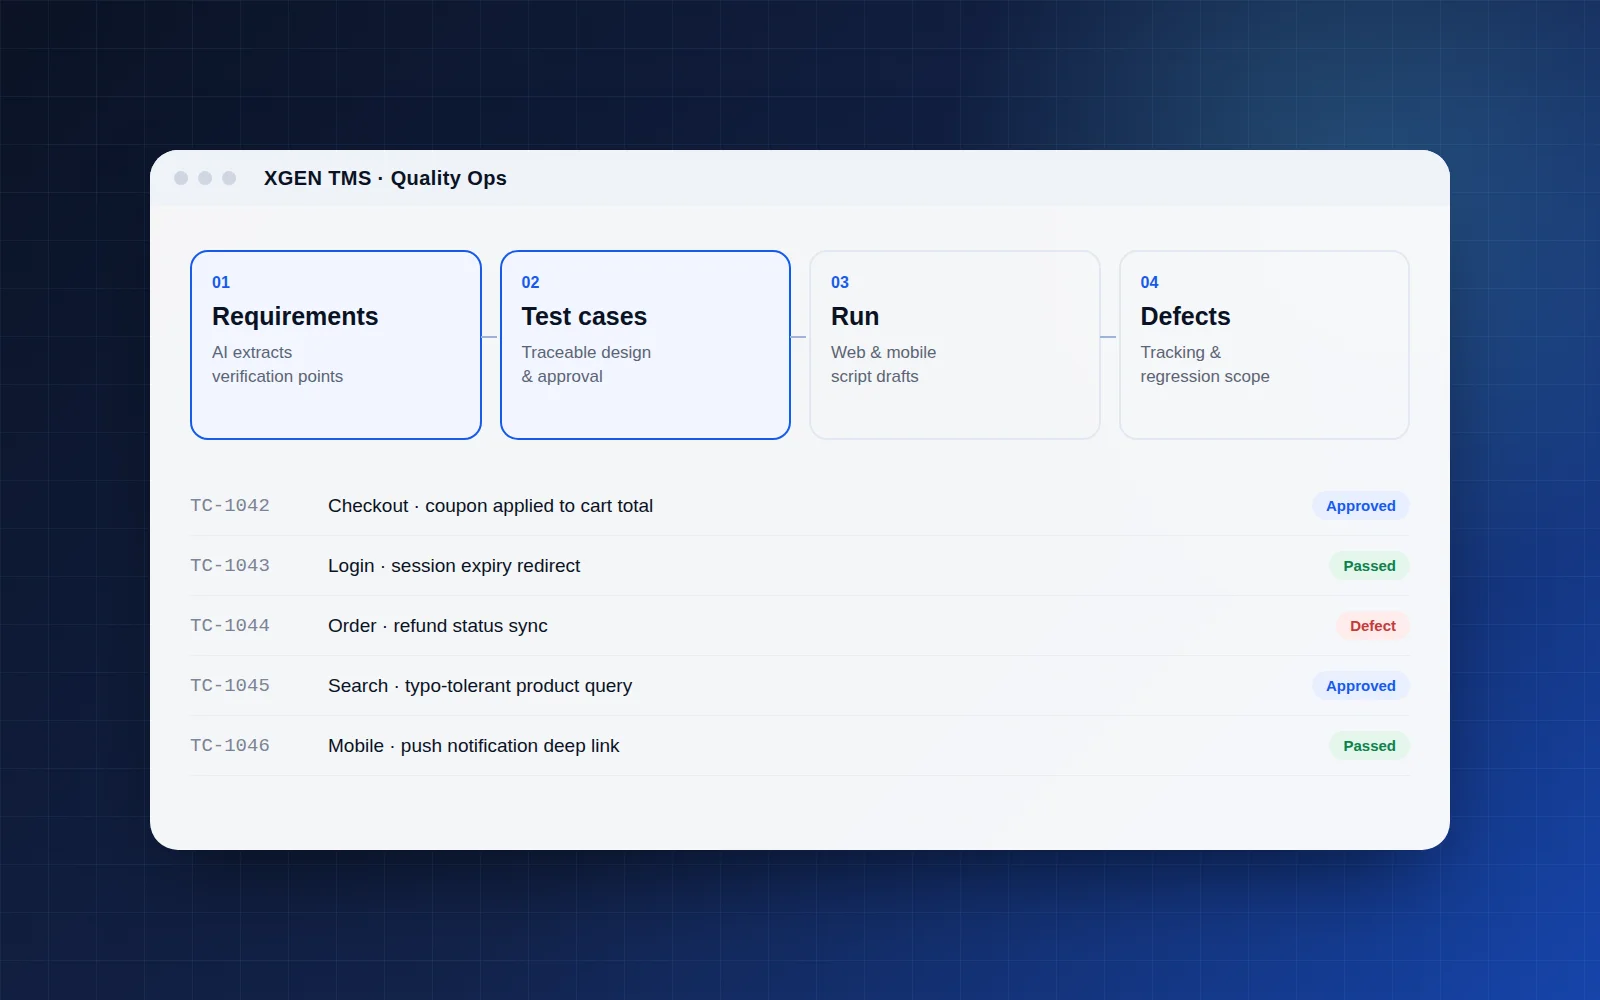 XGEN TMS · Quality Ops
01
Requirements
AI extracts
verification points
02
Test cases
Traceable design
& approval
03
Run
Web & mobile
script drafts
04
Defects
Tracking &
regression scope
TC-1042 Checkout · coupon applied to cart total Approved
TC-1043 Login · session expiry redirect Passed
TC-1044 Order · refund status sync Defect
TC-1045 Search · typo-tolerant product query Approved
TC-1046 Mobile · push notification deep link Passed